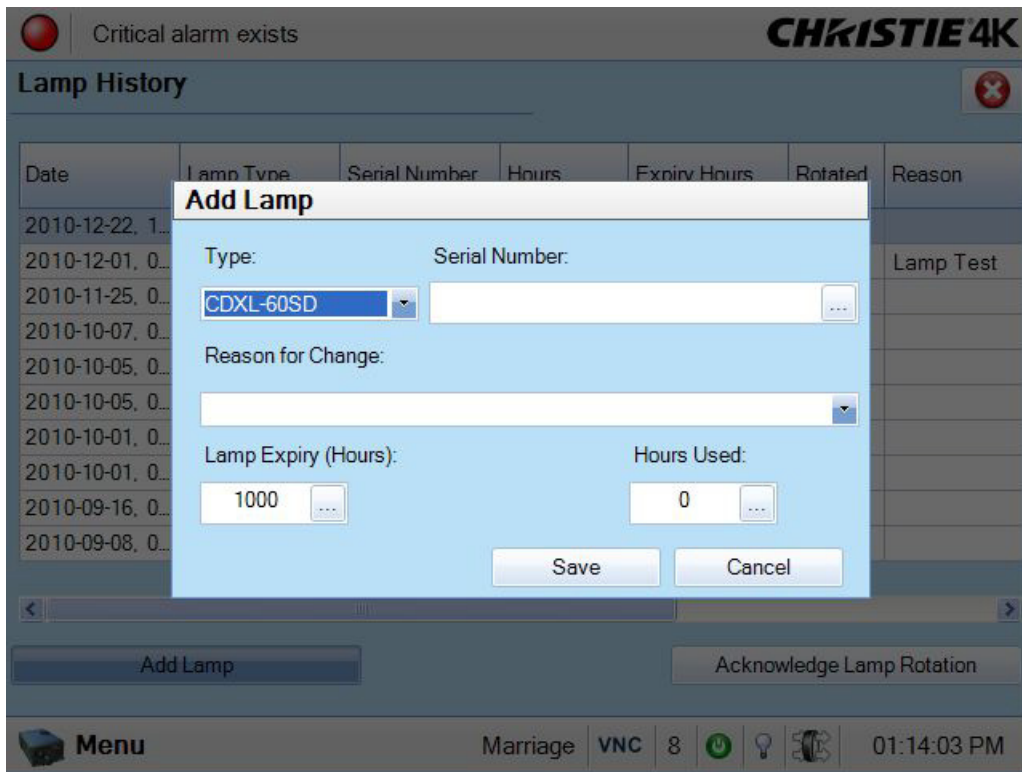 Critical alarm exists
CHRISTIE 4K
Lamp History
Date Lamp Type Serial Number Hours Expiry Hours Rotated Reason
Add Lamp
2010-12-22, 1...
2010-12-01, 0... Lamp Test
2010-11-25, 0...
2010-10-07, 0...
2010-10-05, 0...
2010-10-05, 0...
2010-10-01, 0...
2010-10-01, 0...
2010-09-16, 0...
2010-09-08, 0...
Type: Serial Number:
CDXL-60SD ...
Reason for Change:
Lamp Expiry (Hours): Hours Used:
1000 ... 0 ...
Save Cancel
Add Lamp Acknowledge Lamp Rotation
Menu Marriage VNC 8 01:14:03 PM